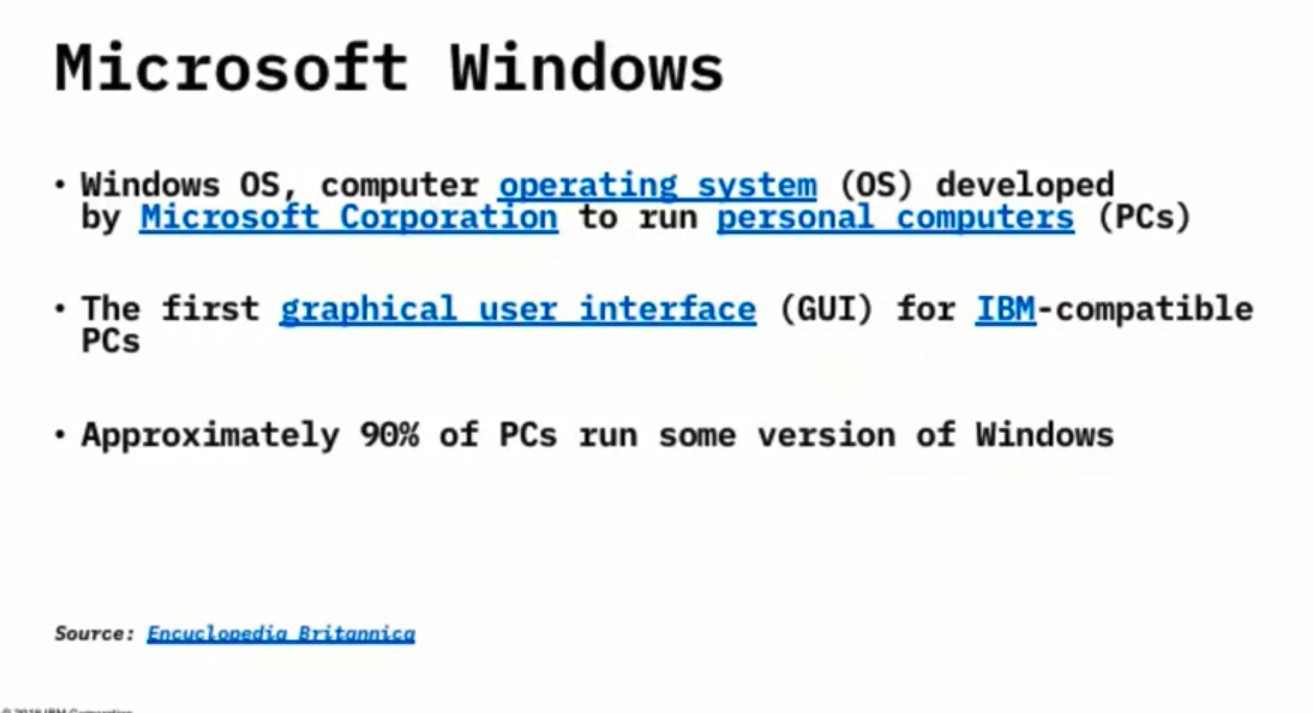 Microsoft Windows
• Windows OS, computer operating system (OS) developed
by Microsoft Corporation to run personal computers (PCs)
• The first graphical user interface (GUI) for IBM-compatible
PCs
• Approximately 90% of PCs run some version of Windows
Source: Encyclopedia Britannica
IBM Corporation